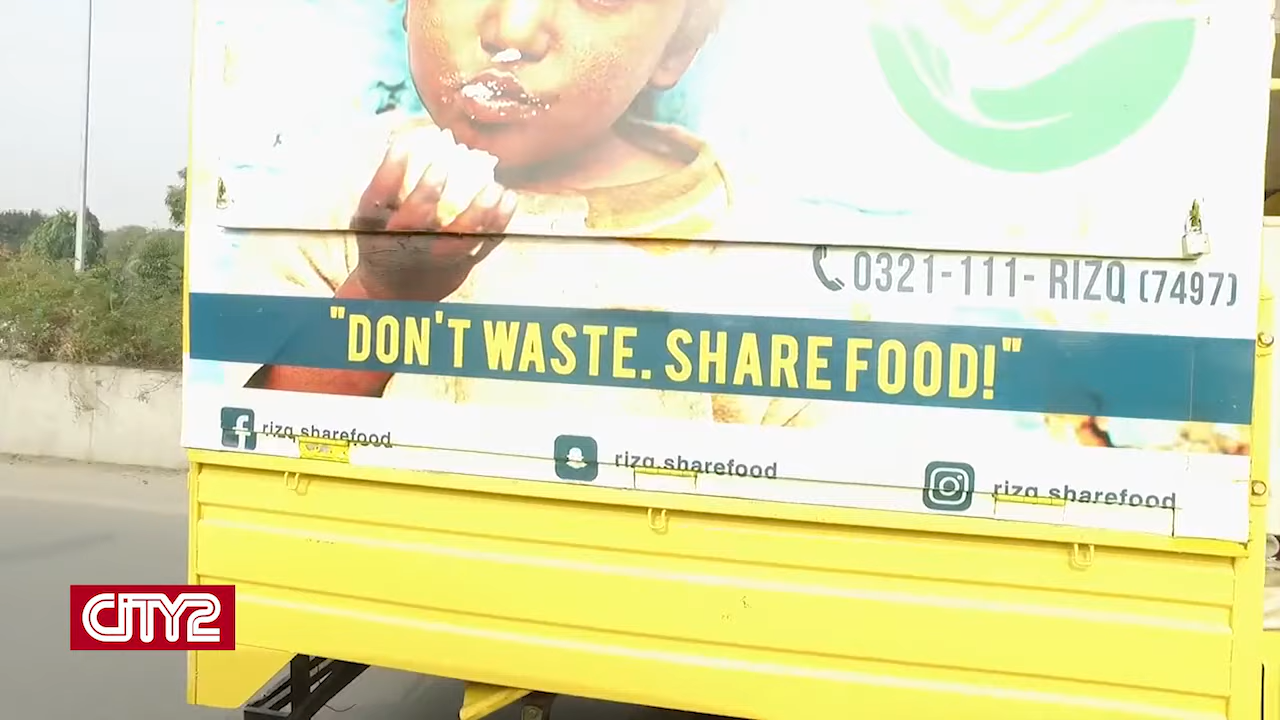 0321-111- RIZQ (7497)
"DON'T WASTE. SHARE FOOD!"
rizq.sharefood
rizq.sharefood
rizq.sharefood
CITY2